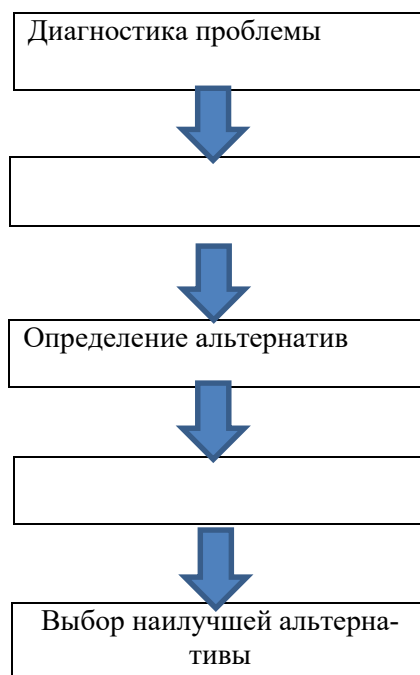 Диагностика проблемы
Определение альтернатив
Выбор наилучшей альтерна-
тивы